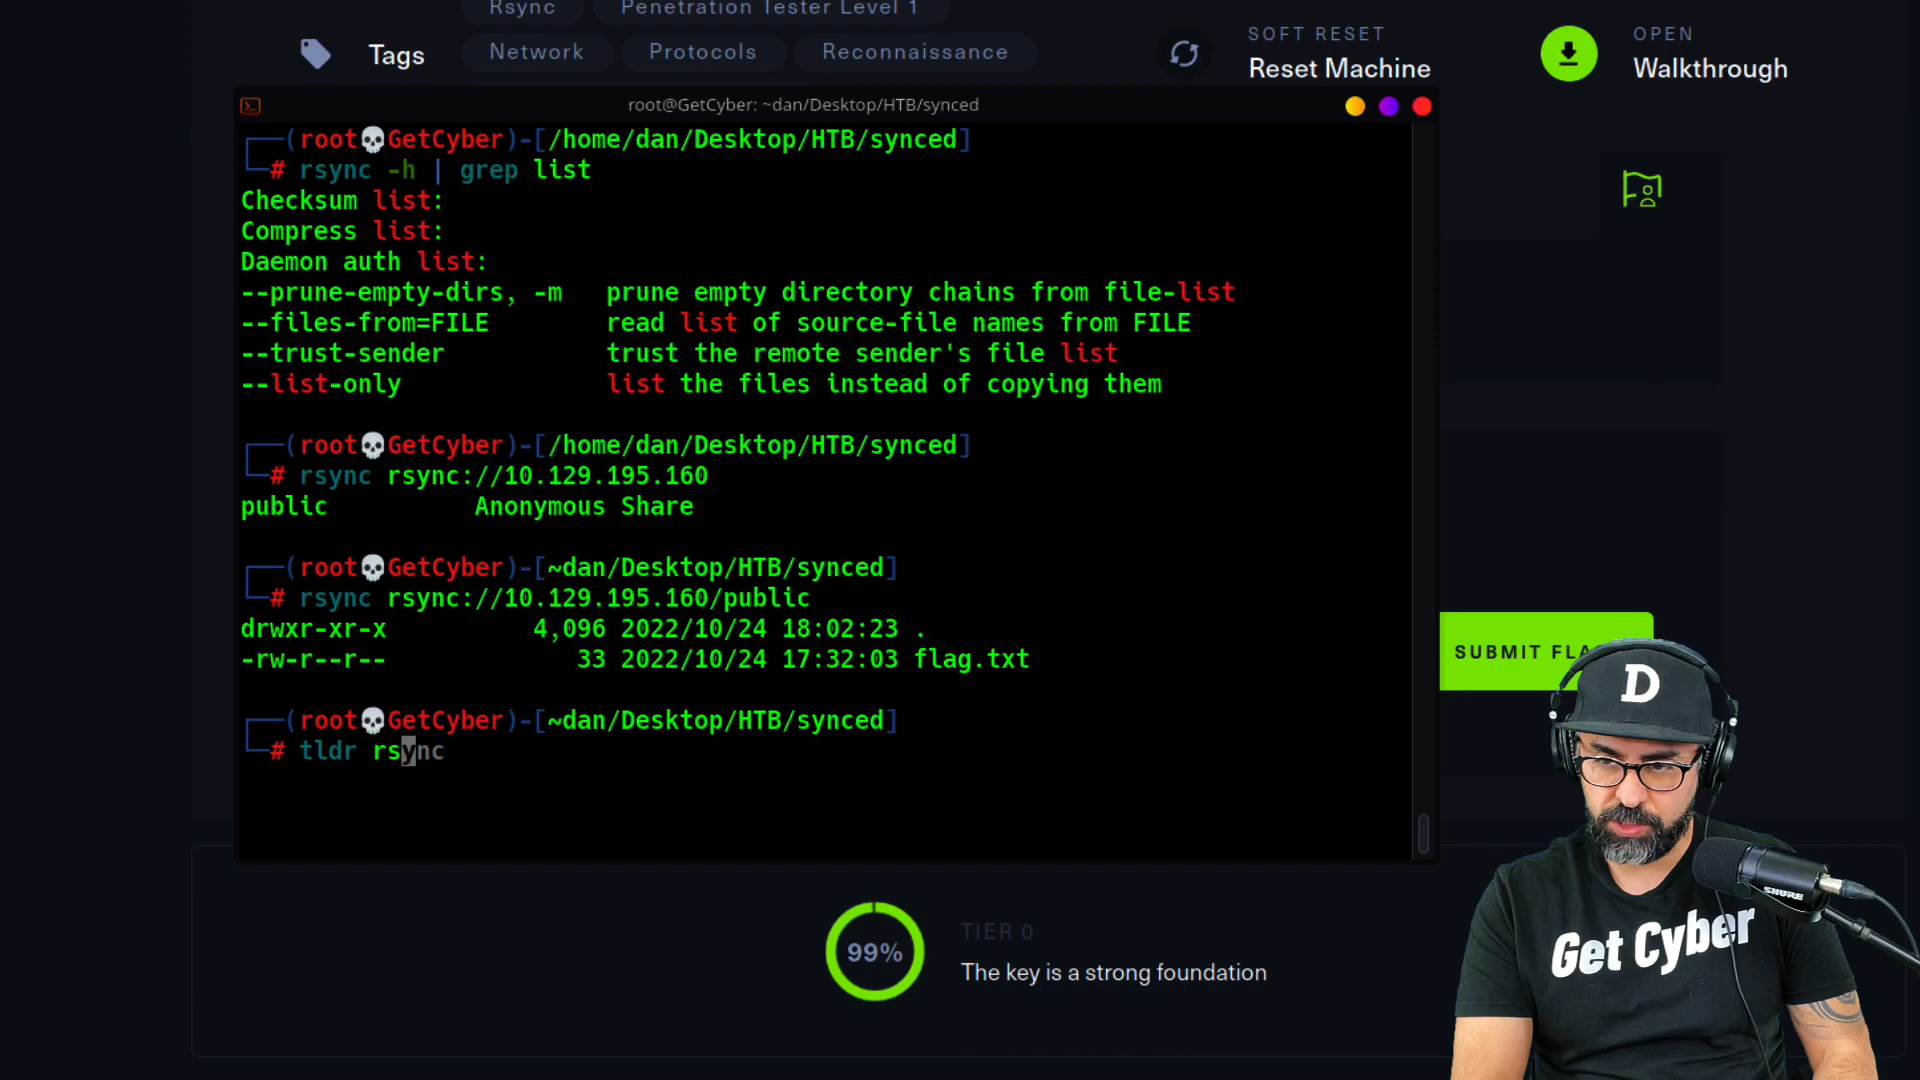 Rsync
Penetration Tester Level 1
Tags
Network
Protocols
Reconnaissance
SOFT RESET
Reset Machine
OPEN
Walkthrough
root@GetCyber: ~dan/Desktop/HTB/synced
┌──(root💀GetCyber)-[/home/dan/Desktop/HTB/synced]
└─# rsync -h | grep list
Checksum list:
Compress list:
Daemon auth list:
--prune-empty-dirs, -m   prune empty directory chains from file-list
--files-from=FILE        read list of source-file names from FILE
--trust-sender           trust the remote sender's file list
--list-only              list the files instead of copying them
┌──(root💀GetCyber)-[/home/dan/Desktop/HTB/synced]
└─# rsync rsync://10.129.195.160
public          Anonymous Share
┌──(root💀GetCyber)-[~dan/Desktop/HTB/synced]
└─# rsync rsync://10.129.195.160/public
drwxr-xr-x          4,096 2022/10/24 18:02:23 .
-rw-r--r--             33 2022/10/24 17:32:03 flag.txt
┌──(root💀GetCyber)-[~dan/Desktop/HTB/synced]
└─# tldr rsync
SUBMIT FLA
D
SHURE
Get Cyber
99%
TIER 0
The key is a strong foundation